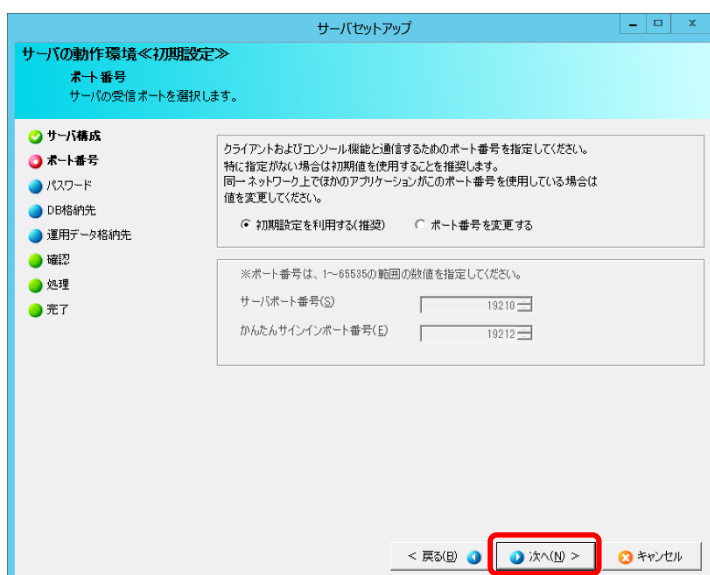 サーバセットアップ
サーバの動作環境≪初期設定≫
ポート番号
サーバの受信ポートを選択します。
サーバ構成
ポート番号
パスワード
DB格納先
運用データ格納先
確認
処理
完了
クライアントおよびコンソール機能と通信するためのポート番号を指定してください。
特に指定がない場合は初期値を使用することを推奨します。
同一ネットワーク上でほかのアプリケーションがこのポート番号を使用している場合は
値を変更してください。
初期設定を利用する(推奨) ポート番号を変更する
※ポート番号は、1～65535の範囲の数値を指定してください。
サーバポート番号(S) 19210
かんたんサインインポート番号(E) 19212
< 戻る(B) 次へ(N) > キャンセル